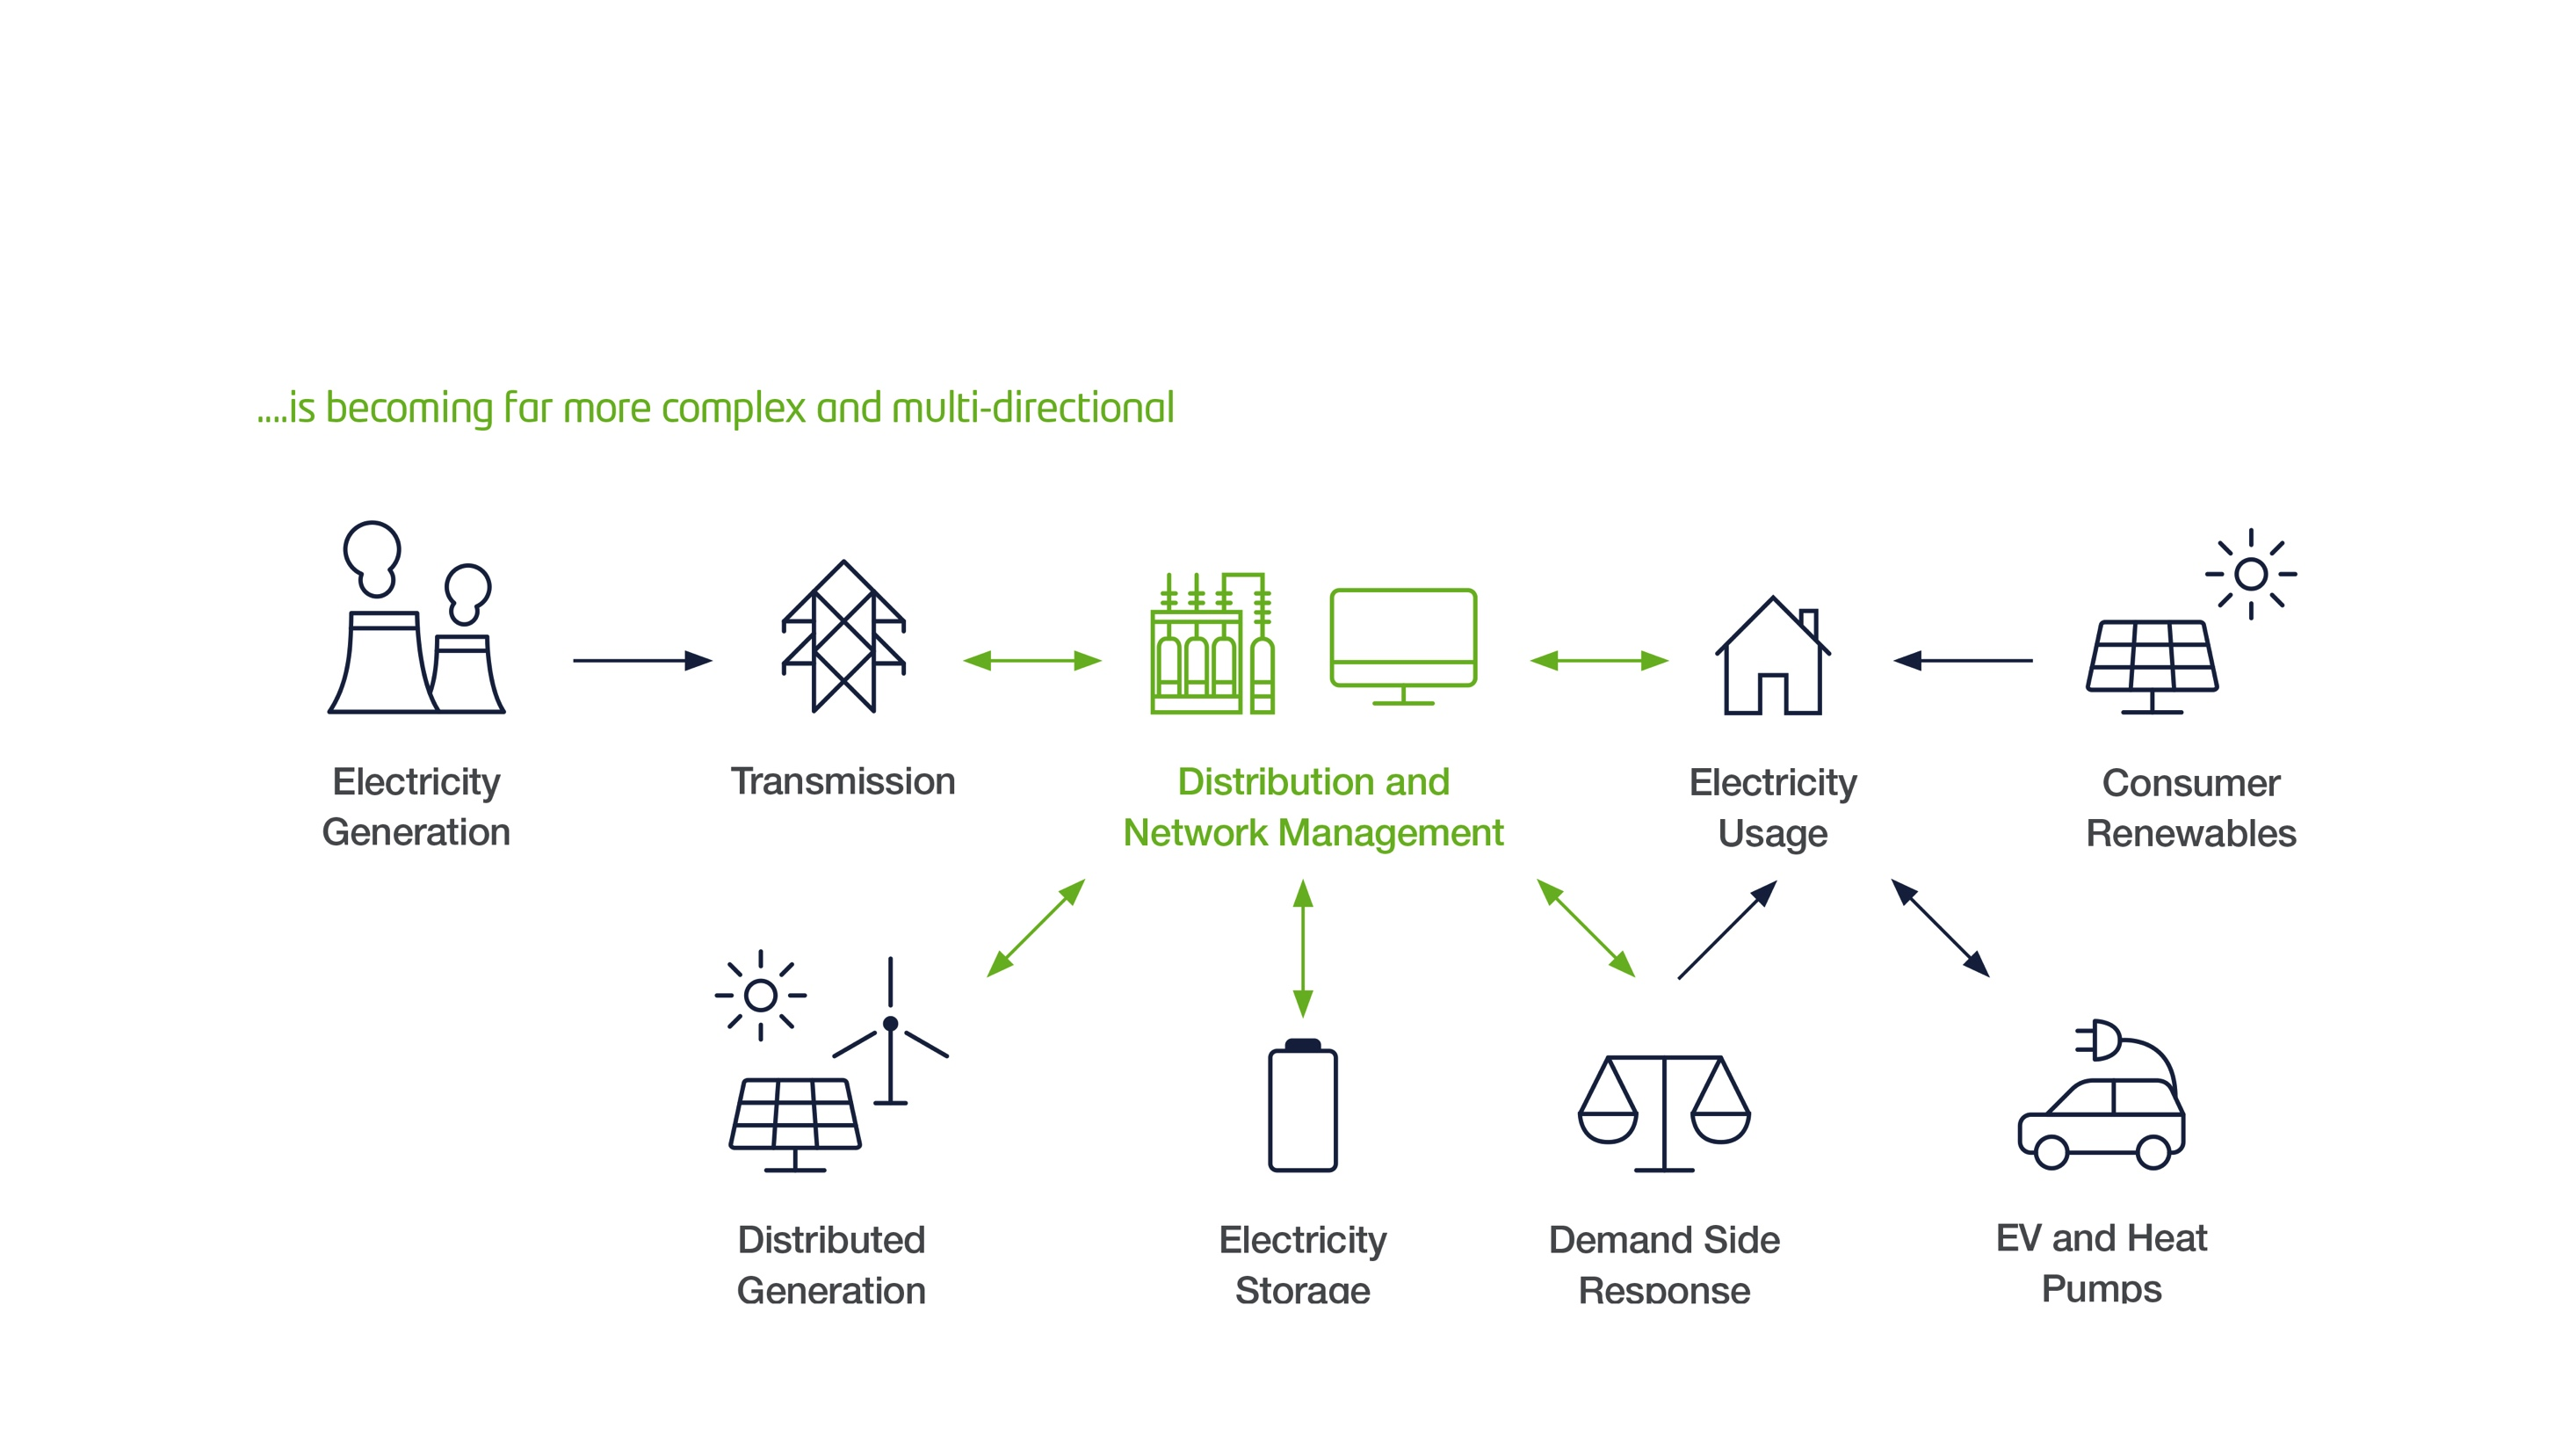 ....is becoming far more complex and multi-directional
Electricity
Generation
Transmission
Distribution and
Network Management
Electricity
Usage
Consumer
Renewables
Distributed
Generation
Electricity
Storage
Demand Side
Response
EV and Heat
Pumps